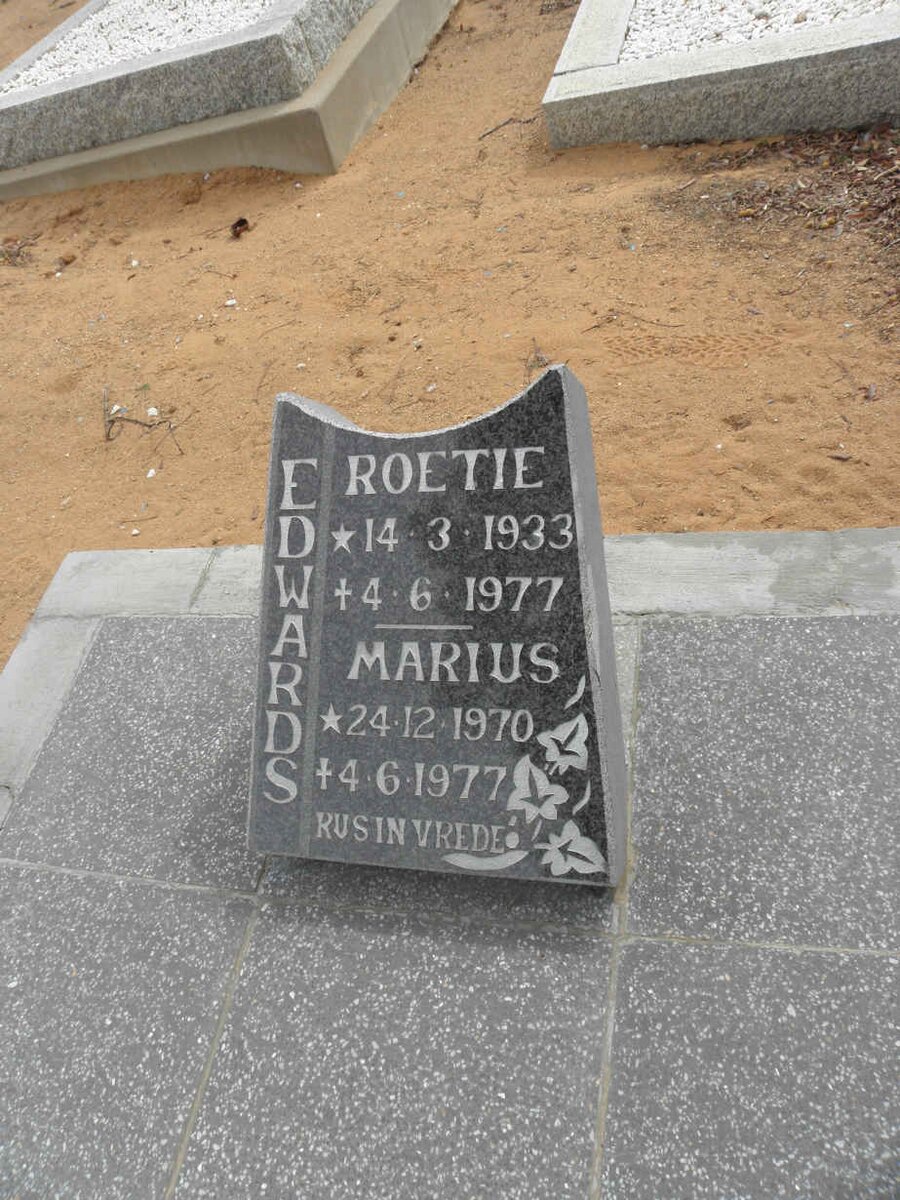 EDWARDS
ROETIE
★14·3·1933
†4·6·1977
MARIUS
★24·12·1970
†4·6·1977
RUS IN VREDE